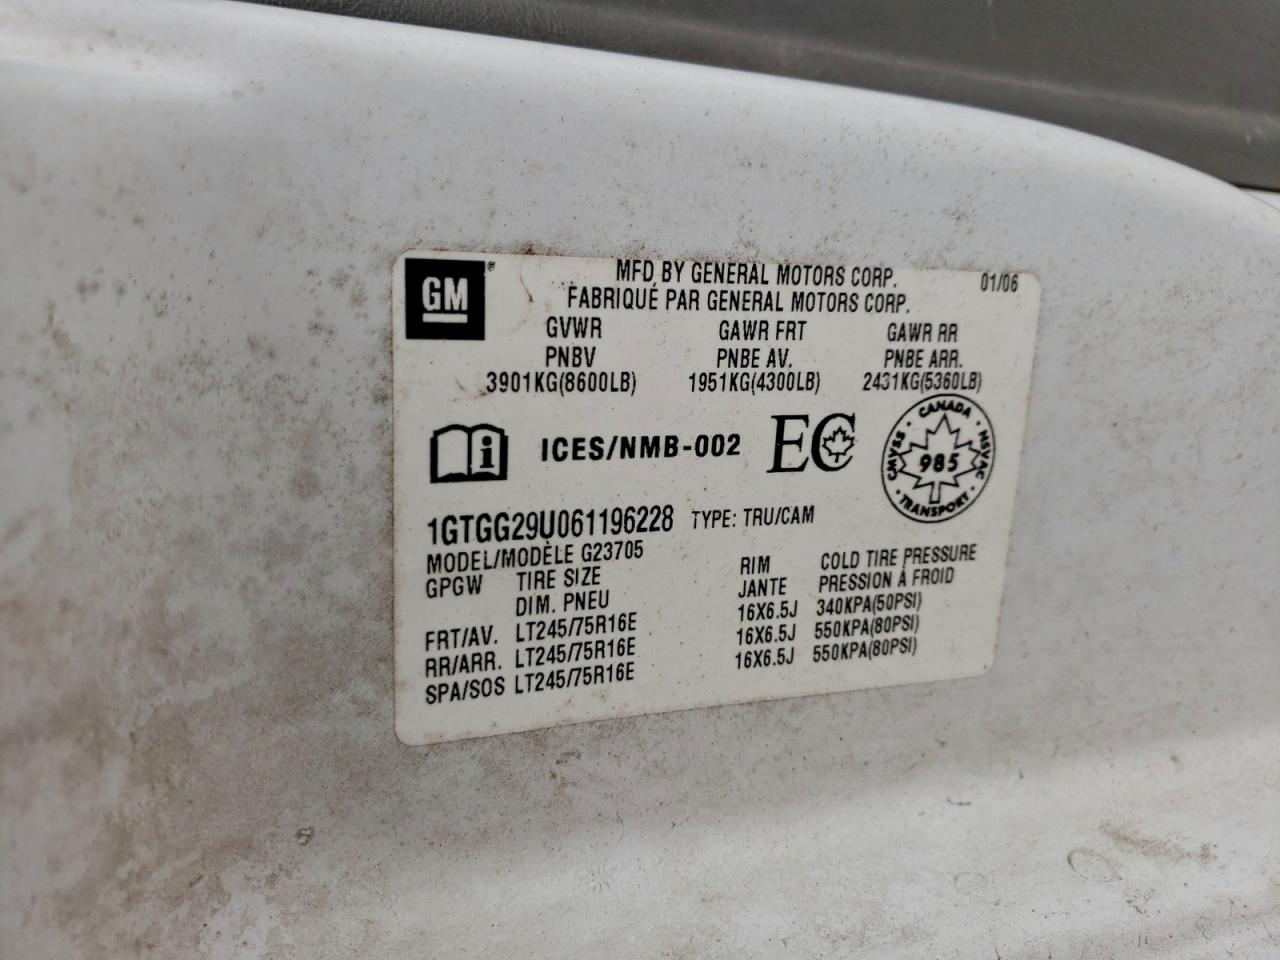 GM ®
MFD BY GENERAL MOTORS CORP. 01/06
FABRIQUÉ PAR GENERAL MOTORS CORP.
GVWR GAWR FRT GAWR RR
PNBV PNBE AV. PNBE ARR.
3901KG(8600LB) 1951KG(4300LB) 2431KG(5360LB)
i ICES/NMB-002 EC
CANADA
CMVSS 985 NSVAC
TRANSPORT
1GTGG29U061196228 TYPE: TRU/CAM
MODEL/MODÈLE G23705
GPGW TIRE SIZE RIM COLD TIRE PRESSURE
DIM. PNEU JANTE PRESSION À FROID
FRT/AV. LT245/75R16E 16X6.5J 340KPA(50PSI)
RR/ARR. LT245/75R16E 16X6.5J 550KPA(80PSI)
SPA/SOS LT245/75R16E 16X6.5J 550KPA(80PSI)